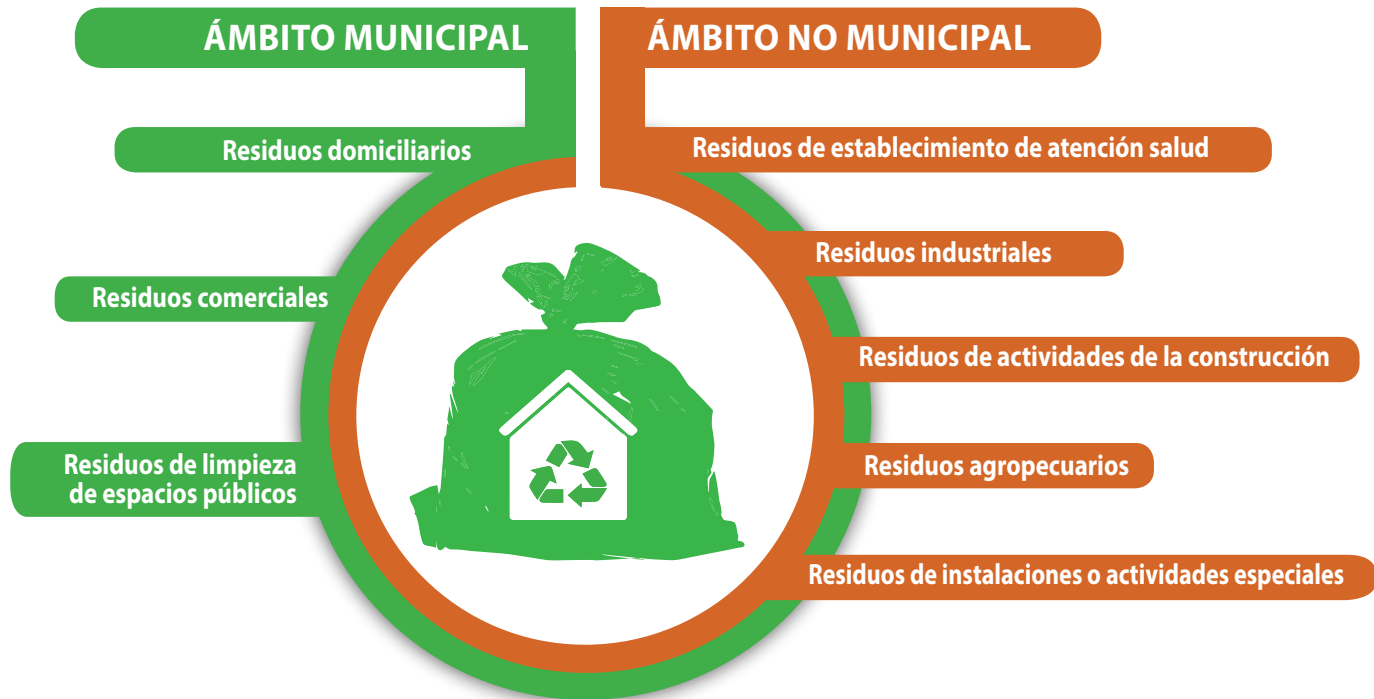 ÁMBITO MUNICIPAL
Residuos domiciliarios
Residuos comerciales
Residuos de limpieza
de espacios públicos
ÁMBITO NO MUNICIPAL
Residuos de establecimiento de atención salud
Residuos industriales
Residuos de actividades de la construcción
Residuos agropecuarios
Residuos de instalaciones o actividades especiales